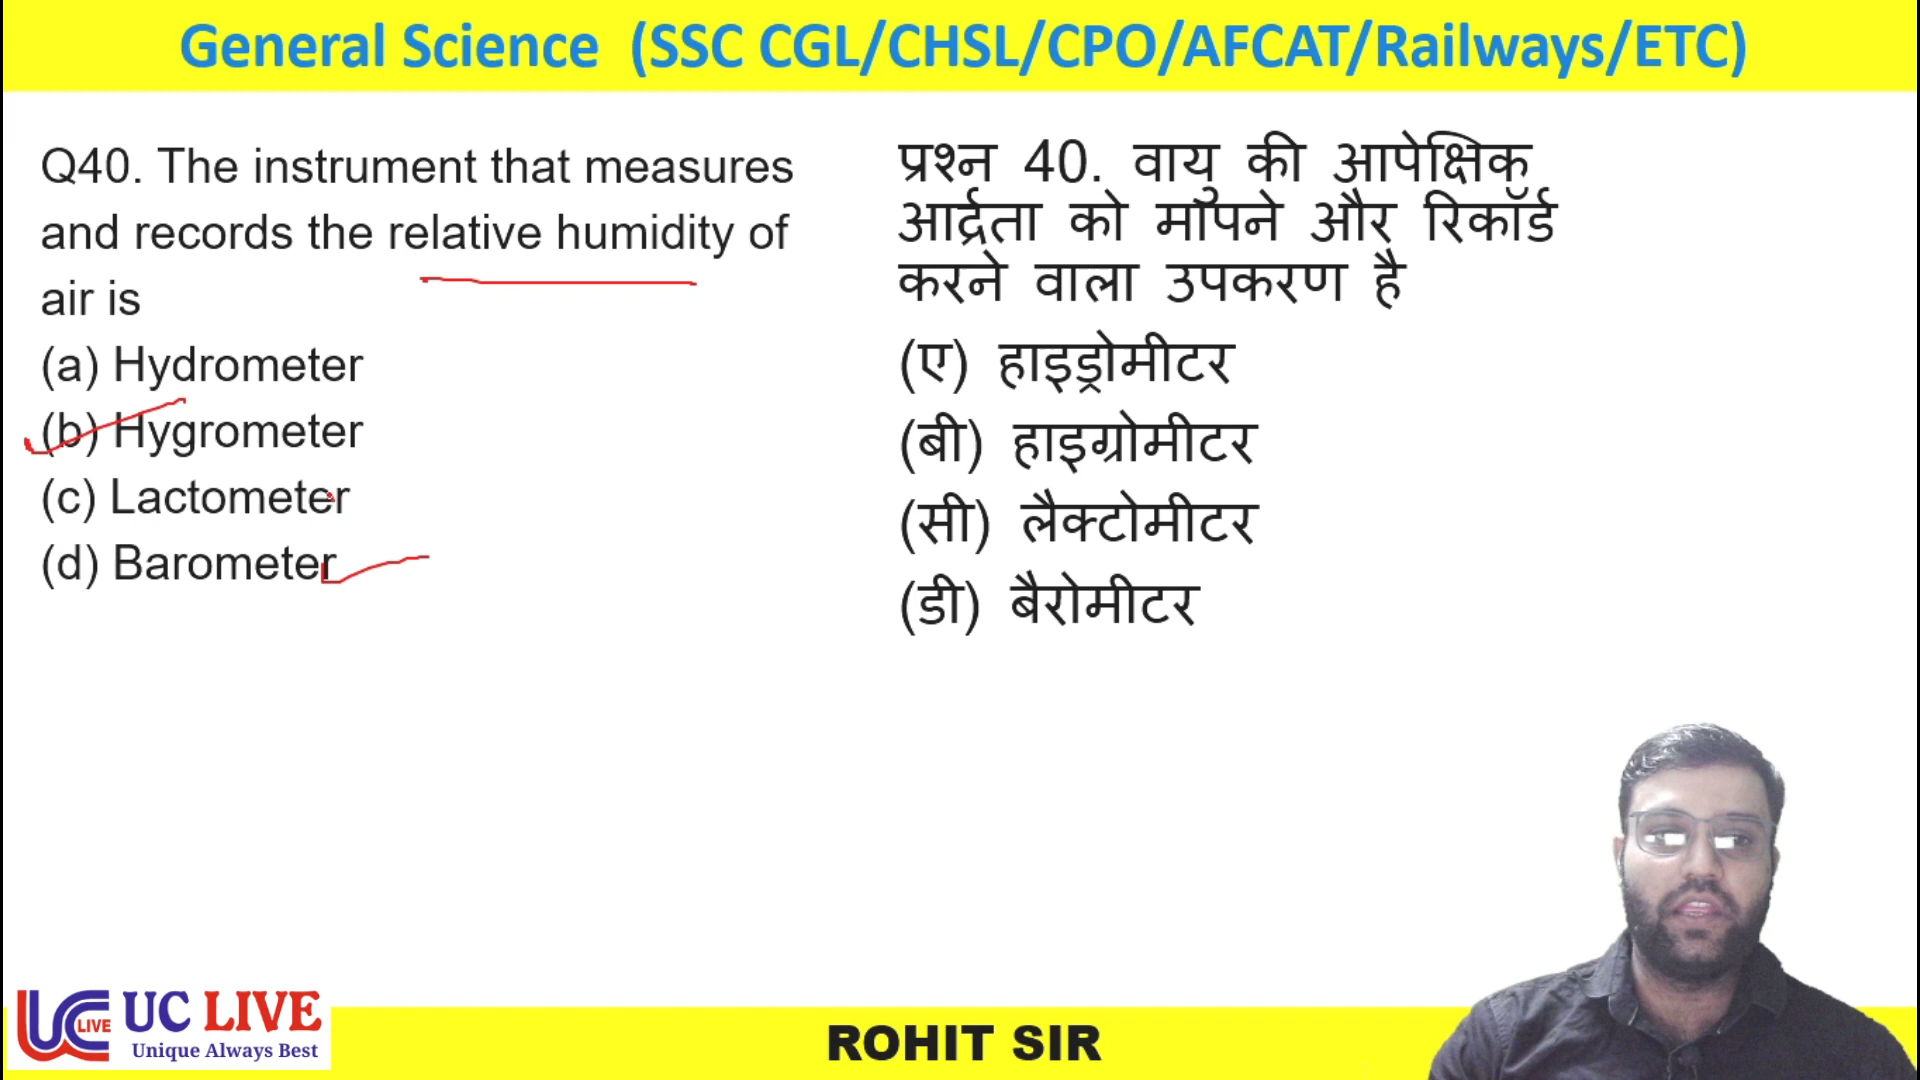 General Science (SSC CGL/CHSL/CPO/AFCAT/Railways/ETC)
Q40. The instrument that measures
and records the relative humidity of
air is
(a) Hydrometer
(b) Hygrometer
(c) Lactometer
(d) Barometer
प्रश्न 40. वायु की आपेक्षिक
आर्द्रता को मापने और रिकॉर्ड
करने वाला उपकरण है
(ए) हाइड्रोमीटर
(बी) हाइग्रोमीटर
(सी) लैक्टोमीटर
(डी) बैरोमीटर
UC LIVE UC LIVE
Unique Always Best
ROHIT SIR